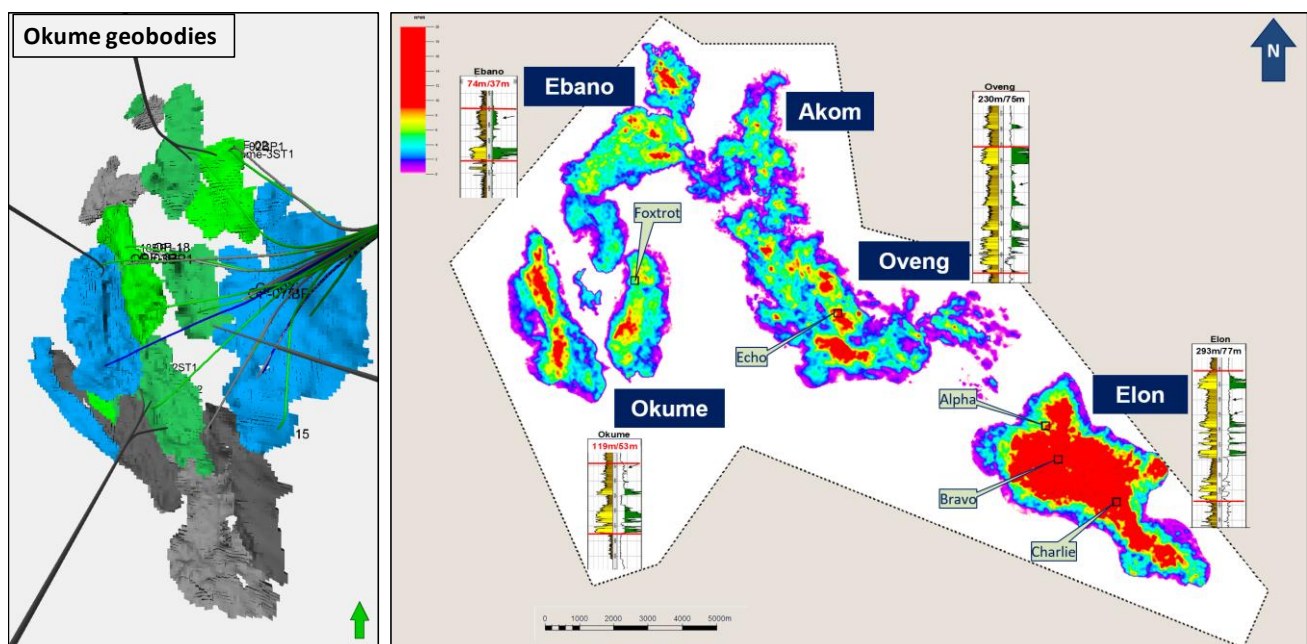 Okume geobodies
18
2ST1
15
Ebano
74m/37m
Ebano
Akom
N
Oveng
230m/75m
Foxtrot
Oveng
Echo
Elon
293m/77m
Okume
Alpha
Elon
Bravo
Charlie
Okume
119m/53m
0 1000 2000 3000 4000 5000m